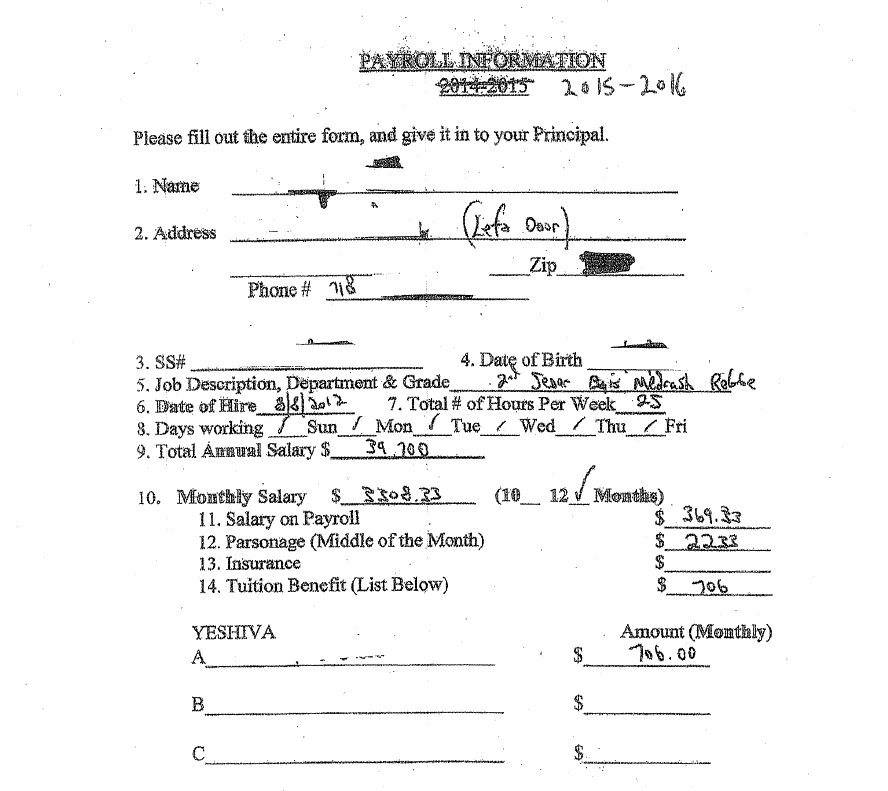 PAYROLL INFORMATION
2014-2015 2015-2016
Please fill out the entire form, and give it in to your Principal.
1. Name
2. Address (Left Door)
Zip
Phone # 718
3. SS# 4. Date of Birth
5. Job Description, Department & Grade 2nd Seder Medrash Rebbe
6. Date of Hire 8/8/2012 7. Total # of Hours Per Week 25
8. Days working / Sun / Mon / Tue / Wed / Thu / Fri
9. Total Annual Salary $ 39,700
10. Monthly Salary $ 3308.33 (10__ 12 ✓ Months)
11. Salary on Payroll $ 369.33
12. Parsonage (Middle of the Month) $ 2233
13. Insurance $
14. Tuition Benefit (List Below) $ 706
YESHIVA Amount (Monthly)
A $ 706.00
B $
C $